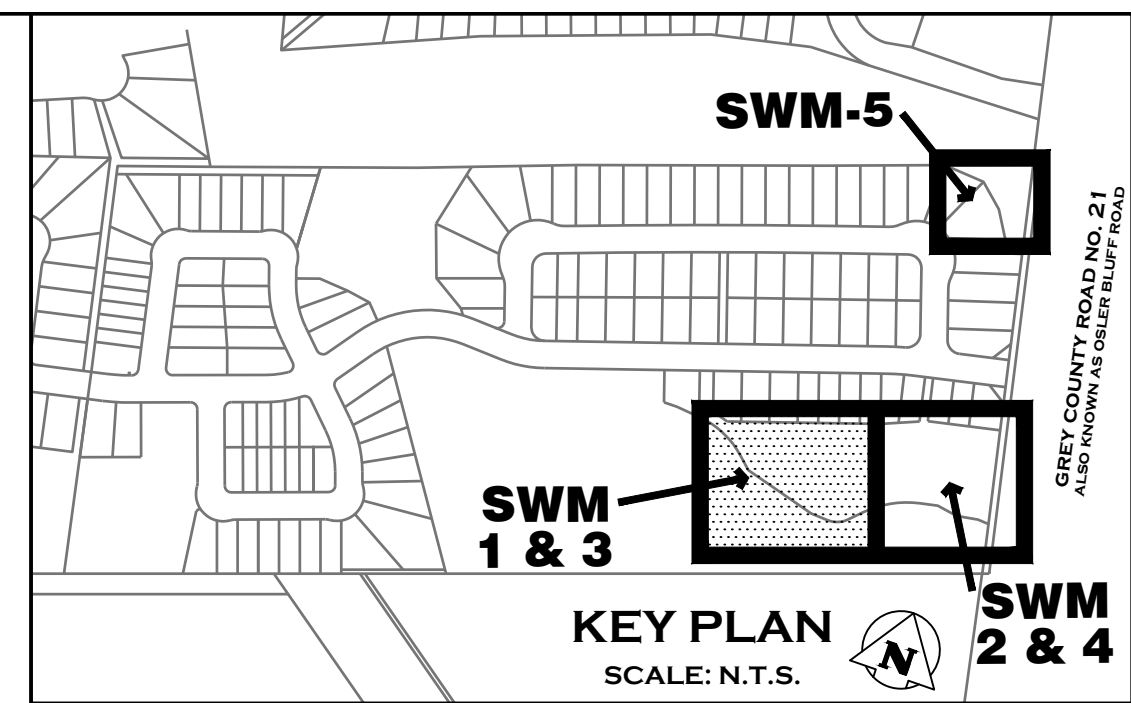 SWM-5
GREY COUNTY ROAD NO. 21
ALSO KNOWN AS OSLER BLUFF ROAD
SWM
1 & 3
SWM
2 & 4
KEY PLAN
SCALE: N.T.S.
N